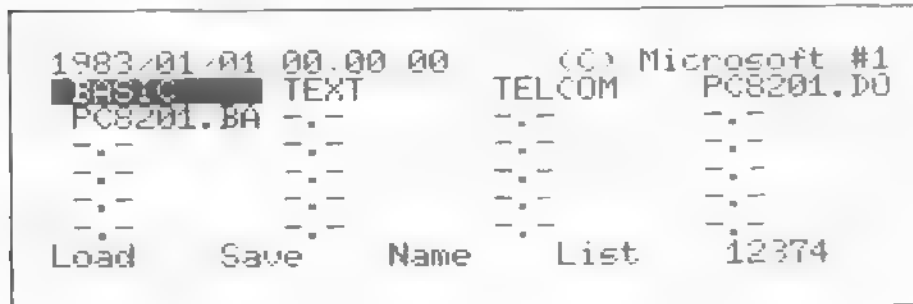 1983/01/01 00.00 00 (C) Microsoft #1
BASIC TEXT TELCOM PC8201.DO
PC8201.BA -.- -.- -.-
-.- -.- -.- -.-
-.- -.- -.- -.-
-.- -.- -.- -.-
-.- -.- -.- -.-
Load Save Name List 12374